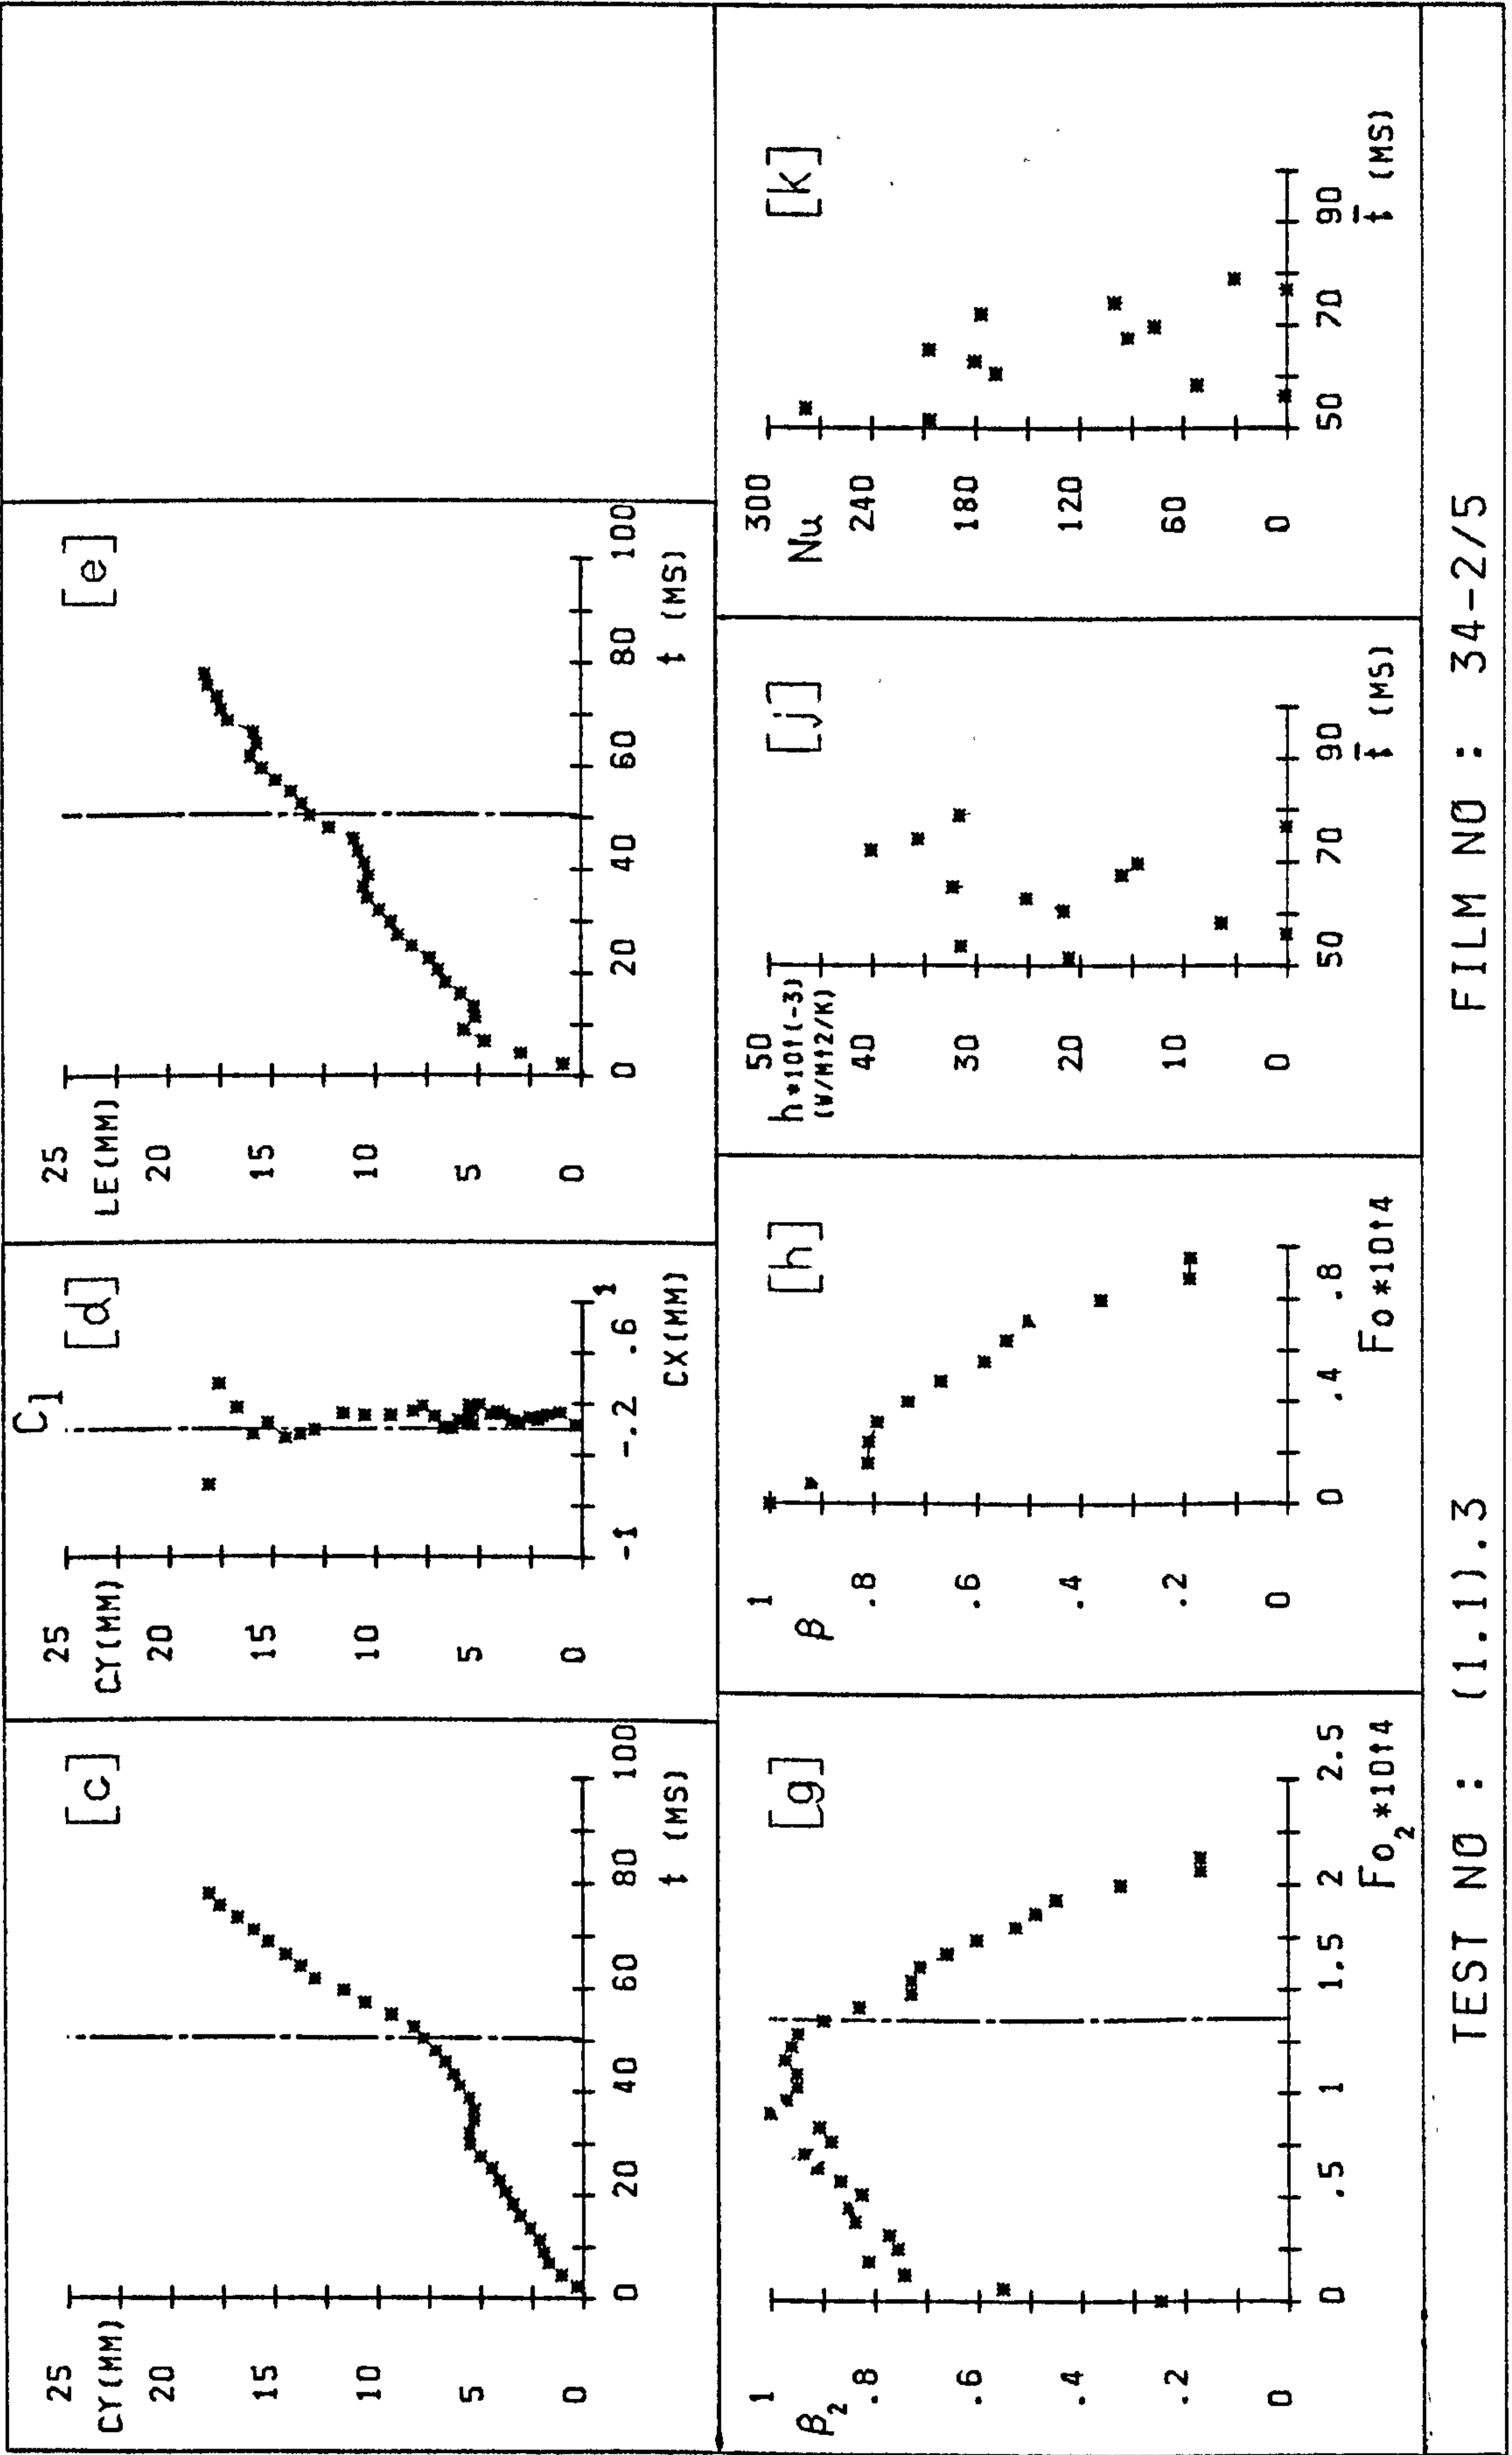 [c]
25
CY(MM)
20
15
10
5
0
0 20 40 60 80 100
t (MS)
C1 [d]
25
CY(MM)
20
15
10
5
0
-1 -.2 .6 1
CX(MM)
[e]
25
LE(MM)
20
15
10
5
0
0 20 40 60 80 100
t (MS)
[g]
1
β2
.8
.6
.4
.2
0
0 .5 1 1.5 2 2.5
Fo2*10↑4
[h]
1
β
.8
.6
.4
.2
0
0 .4 .8
Fo*10↑4
[j]
50
h*10↑(-3)
(W/M↑2/K)
40
30
20
10
0
50 70 90
t̄ (MS)
[k]
300
Nu
240
180
120
60
0
50 70 90
t̄ (MS)
TEST NO : (1.1).3 FILM NO : 34-2/5